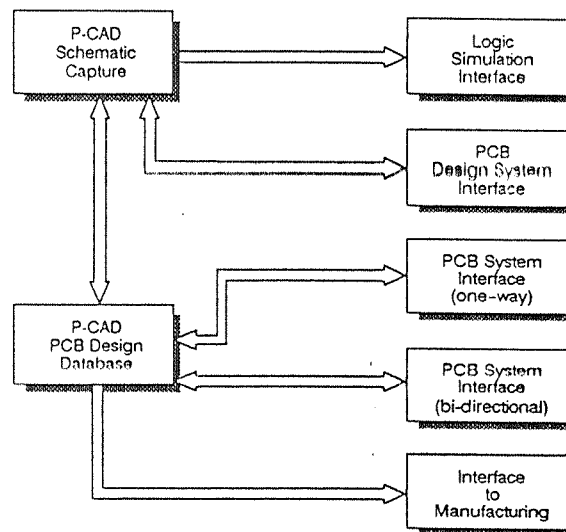 P-CAD
Schematic
Capture
Logic
Simulation
Interface
PCB
Design System
Interface
PCB System
Interface
(one-way)
P-CAD
PCB Design
Database
PCB System
Interface
(bi-directional)
Interface
to
Manufacturing